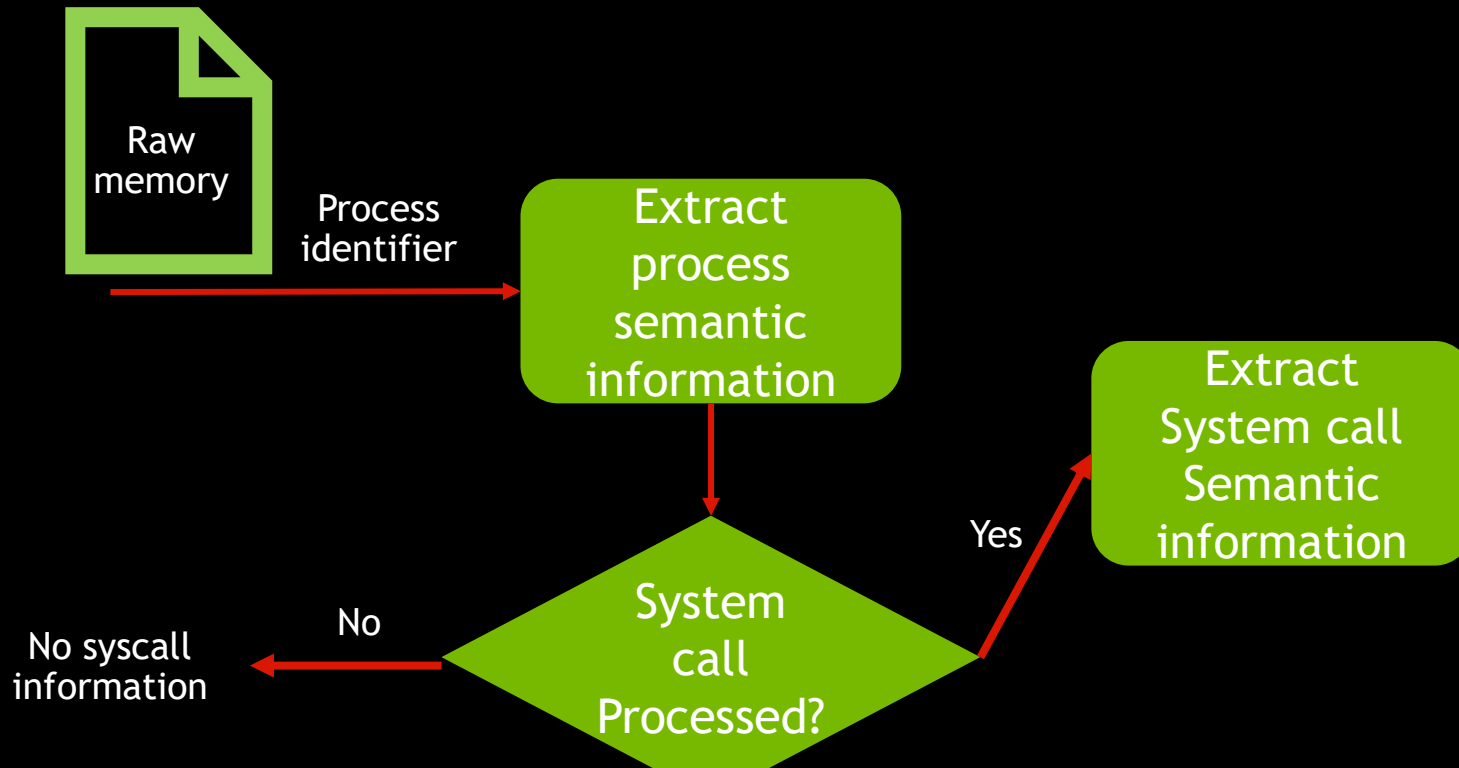 Raw
memory
Process
identifier
Extract
process
semantic
information
Extract
System call
Semantic
information
Yes
System
call
Processed?
No
No syscall
information